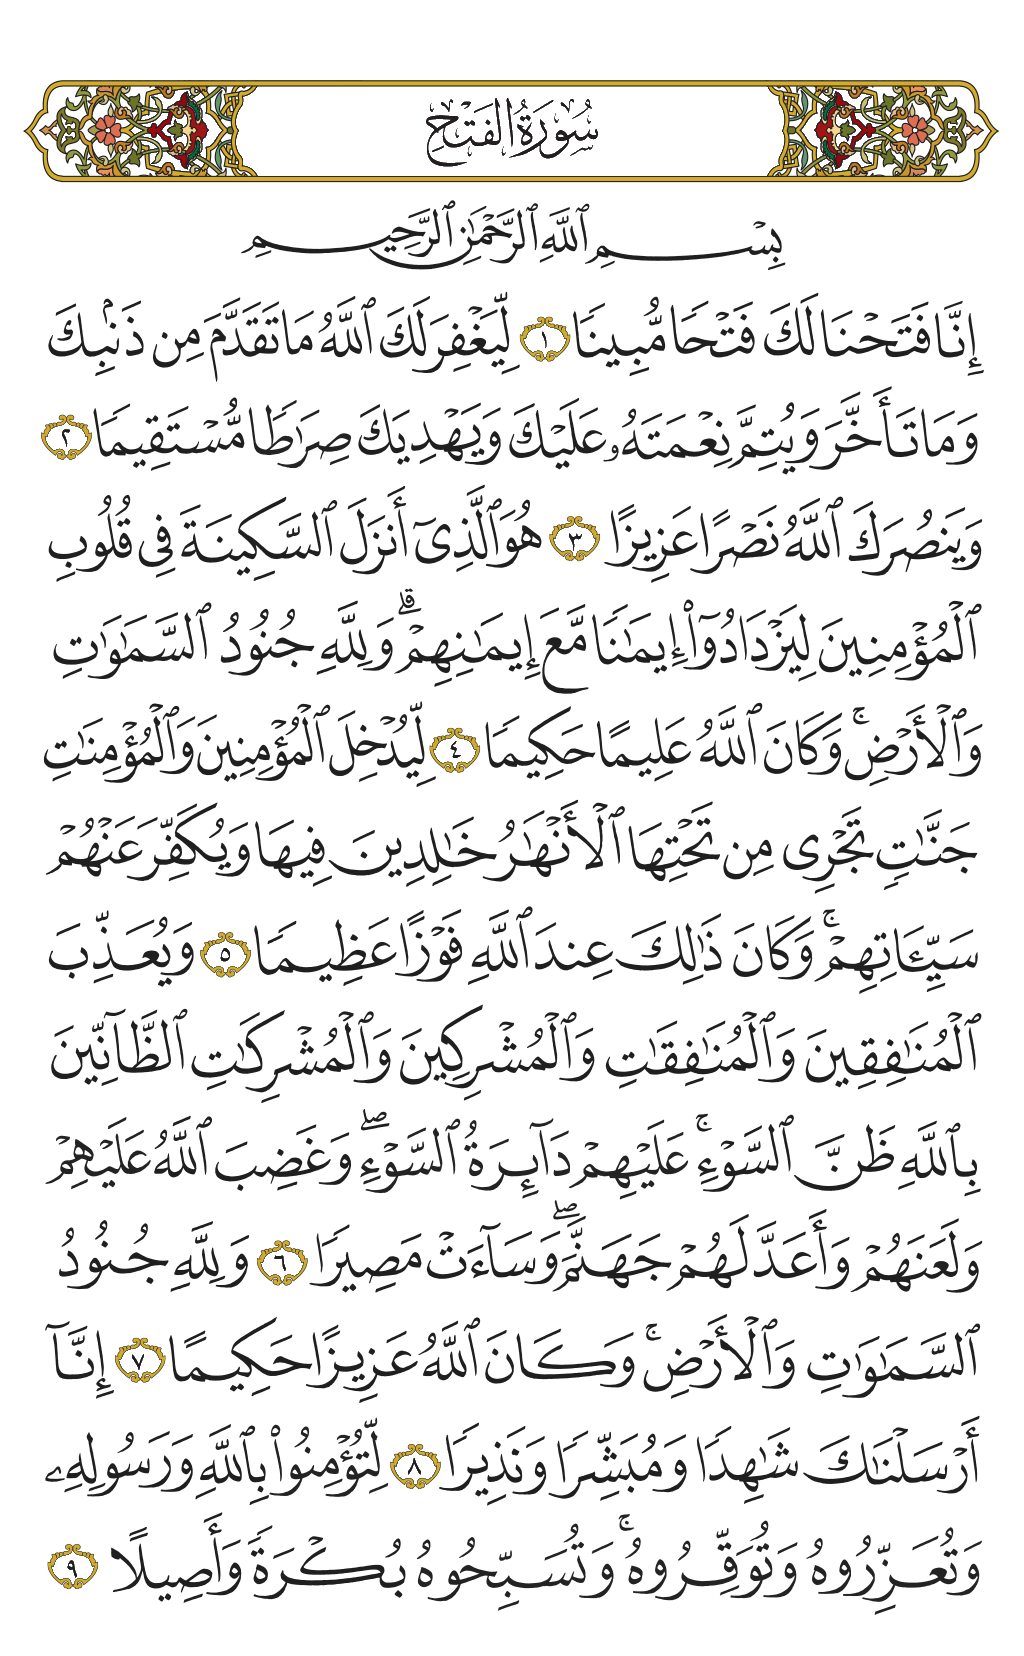 سُورَةُ الفَتْحِ
بِسْمِ ٱللَّهِ ٱلرَّحْمَٰنِ ٱلرَّحِيمِ
إِنَّا فَتَحْنَا لَكَ فَتْحًا مُّبِينًا ١ لِّيَغْفِرَ لَكَ ٱللَّهُ مَا تَقَدَّمَ مِن ذَنۢبِكَ
وَمَا تَأَخَّرَ وَيُتِمَّ نِعْمَتَهُۥ عَلَيْكَ وَيَهْدِيَكَ صِرَٰطًا مُّسْتَقِيمًا ٢
وَيَنصُرَكَ ٱللَّهُ نَصْرًا عَزِيزًا ٣ هُوَ ٱلَّذِىٓ أَنزَلَ ٱلسَّكِينَةَ فِى قُلُوبِ
ٱلْمُؤْمِنِينَ لِيَزْدَادُوٓا۟ إِيمَٰنًا مَّعَ إِيمَٰنِهِمْ ۗ وَلِلَّهِ جُنُودُ ٱلسَّمَٰوَٰتِ
وَٱلْأَرْضِ ۚ وَكَانَ ٱللَّهُ عَلِيمًا حَكِيمًا ٤ لِّيُدْخِلَ ٱلْمُؤْمِنِينَ وَٱلْمُؤْمِنَٰتِ
جَنَّٰتٍ تَجْرِى مِن تَحْتِهَا ٱلْأَنْهَٰرُ خَٰلِدِينَ فِيهَا وَيُكَفِّرَ عَنْهُمْ
سَيِّـَٔاتِهِمْ ۚ وَكَانَ ذَٰلِكَ عِندَ ٱللَّهِ فَوْزًا عَظِيمًا ٥ وَيُعَذِّبَ
ٱلْمُنَٰفِقِينَ وَٱلْمُنَٰفِقَٰتِ وَٱلْمُشْرِكِينَ وَٱلْمُشْرِكَٰتِ ٱلظَّآنِّينَ
بِٱللَّهِ ظَنَّ ٱلسَّوْءِ ۚ عَلَيْهِمْ دَآئِرَةُ ٱلسَّوْءِ ۖ وَغَضِبَ ٱللَّهُ عَلَيْهِمْ
وَلَعَنَهُمْ وَأَعَدَّ لَهُمْ جَهَنَّمَ ۖ وَسَآءَتْ مَصِيرًا ٦ وَلِلَّهِ جُنُودُ
ٱلسَّمَٰوَٰتِ وَٱلْأَرْضِ ۚ وَكَانَ ٱللَّهُ عَزِيزًا حَكِيمًا ٧ إِنَّآ
أَرْسَلْنَٰكَ شَٰهِدًا وَمُبَشِّرًا وَنَذِيرًا ٨ لِّتُؤْمِنُوا۟ بِٱللَّهِ وَرَسُولِهِۦ
وَتُعَزِّرُوهُ وَتُوَقِّرُوهُ ۚ وَتُسَبِّحُوهُ بُكْرَةً وَأَصِيلًا ٩